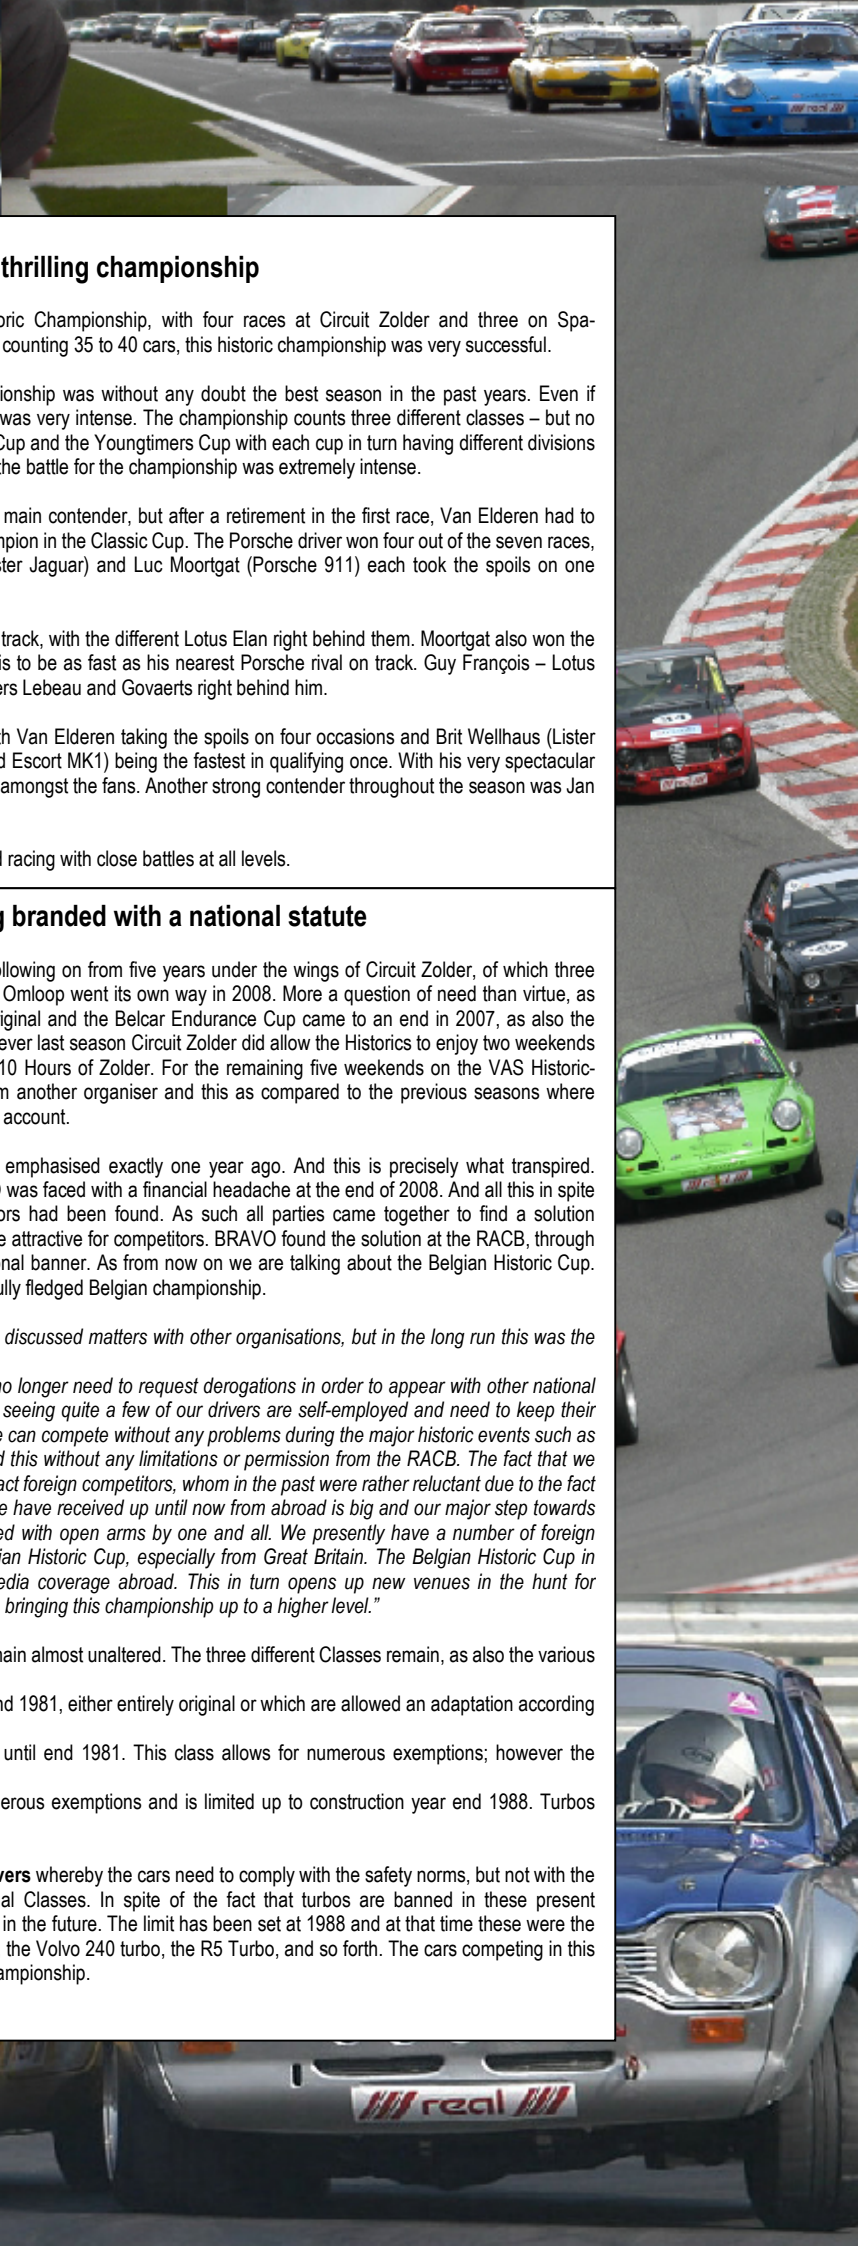 real
thrilling championship
oric Championship, with four races at Circuit Zolder and three on Spa-
counting 35 to 40 cars, this historic championship was very successful.
ionship was without any doubt the best season in the past years. Even if
was very intense. The championship counts three different classes – but no
Cup and the Youngtimers Cup with each cup in turn having different divisions
the battle for the championship was extremely intense.
main contender, but after a retirement in the first race, Van Elderen had to
mpion in the Classic Cup. The Porsche driver won four out of the seven races,
ster Jaguar) and Luc Moortgat (Porsche 911) each took the spoils on one
track, with the different Lotus Elan right behind them. Moortgat also won the
is to be as fast as his nearest Porsche rival on track. Guy François – Lotus
ers Lebeau and Govaerts right behind him.
th Van Elderen taking the spoils on four occasions and Brit Wellhaus (Lister
d Escort MK1) being the fastest in qualifying once. With his very spectacular
amongst the fans. Another strong contender throughout the season was Jan
d racing with close battles at all levels.
g branded with a national statute
ollowing on from five years under the wings of Circuit Zolder, of which three
Omloop went its own way in 2008. More a question of need than virtue, as
riginal and the Belcar Endurance Cup came to an end in 2007, as also the
ever last season Circuit Zolder did allow the Historics to enjoy two weekends
10 Hours of Zolder. For the remaining five weekends on the VAS Historic-
m another organiser and this as compared to the previous seasons where
account.
emphasised exactly one year ago. And this is precisely what transpired.
was faced with a financial headache at the end of 2008. And all this in spite
ors had been found. As such all parties came together to find a solution
e attractive for competitors. BRAVO found the solution at the RACB, through
onal banner. As from now on we are talking about the Belgian Historic Cup.
ully fledged Belgian championship.
discussed matters with other organisations, but in the long run this was the
no longer need to request derogations in order to appear with other national
seeing quite a few of our drivers are self-employed and need to keep their
e can compete without any problems during the major historic events such as
d this without any limitations or permission from the RACB. The fact that we
act foreign competitors, whom in the past were rather reluctant due to the fact
e have received up until now from abroad is big and our major step towards
ed with open arms by one and all. We presently have a number of foreign
ian Historic Cup, especially from Great Britain. The Belgian Historic Cup in
edia coverage abroad. This in turn opens up new venues in the hunt for
bringing this championship up to a higher level.”
main almost unaltered. The three different Classes remain, as also the various
nd 1981, either entirely original or which are allowed an adaptation according
until end 1981. This class allows for numerous exemptions; however the
erous exemptions and is limited up to construction year end 1988. Turbos
vers whereby the cars need to comply with the safety norms, but not with the
al Classes. In spite of the fact that turbos are banned in these present
in the future. The limit has been set at 1988 and at that time these were the
the Volvo 240 turbo, the R5 Turbo, and so forth. The cars competing in this
ampionship.
real